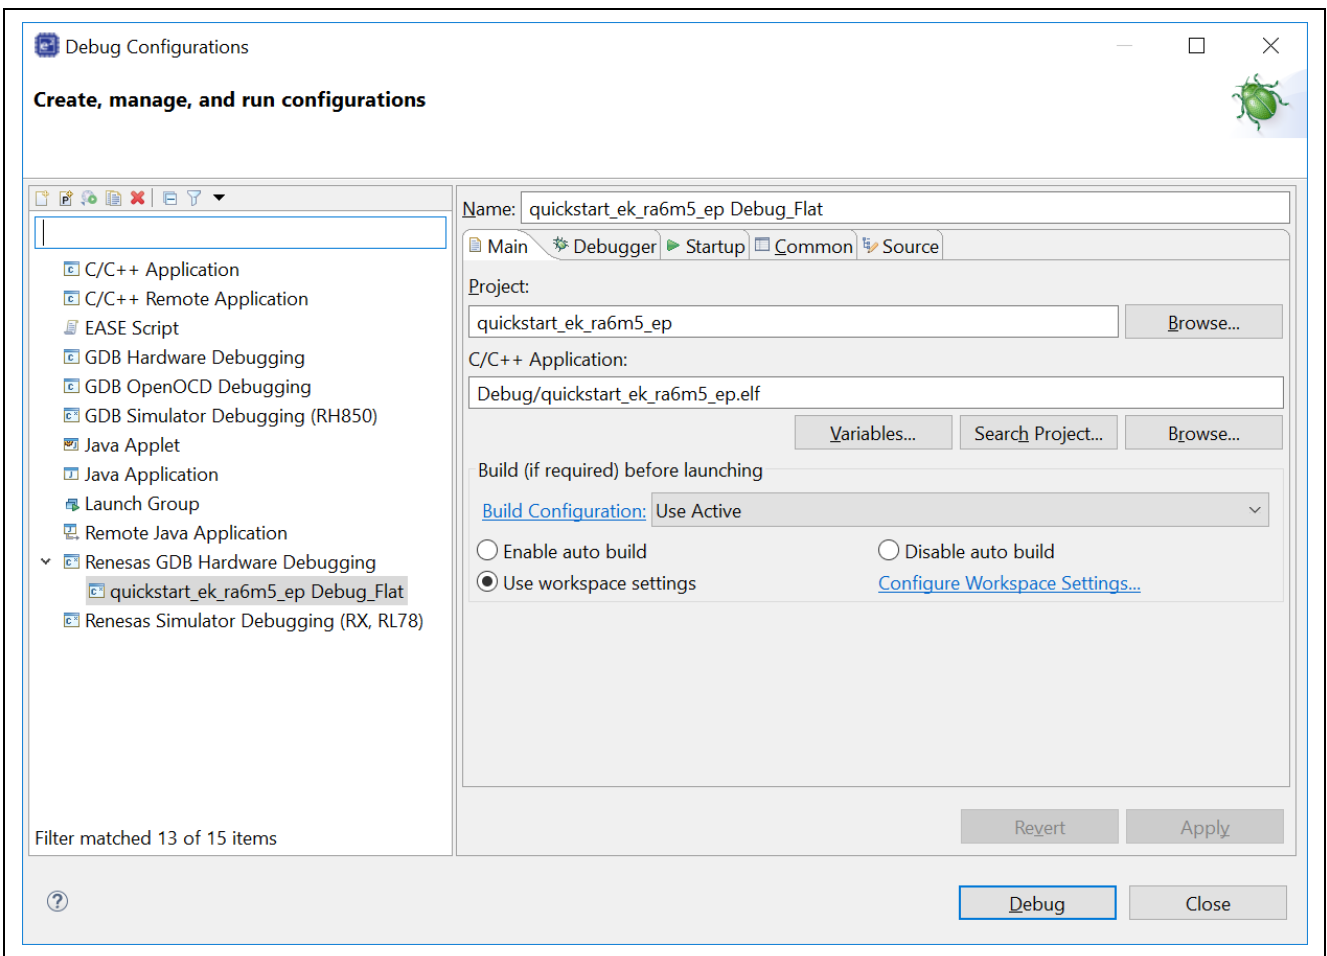 Debug Configurations
Create, manage, and run configurations
Name: quickstart_ek_ra6m5_ep Debug_Flat
Main Debugger Startup Common Source
C/C++ Application
C/C++ Remote Application
EASE Script
GDB Hardware Debugging
GDB OpenOCD Debugging
GDB Simulator Debugging (RH850)
Java Applet
Java Application
Launch Group
Remote Java Application
Renesas GDB Hardware Debugging
quickstart_ek_ra6m5_ep Debug_Flat
Renesas Simulator Debugging (RX, RL78)
Filter matched 13 of 15 items
Project:
quickstart_ek_ra6m5_ep Browse...
C/C++ Application:
Debug/quickstart_ek_ra6m5_ep.elf
Variables... Search Project... Browse...
Build (if required) before launching
Build Configuration: Use Active
Enable auto build Disable auto build
Use workspace settings Configure Workspace Settings...
Revert Apply
Debug Close